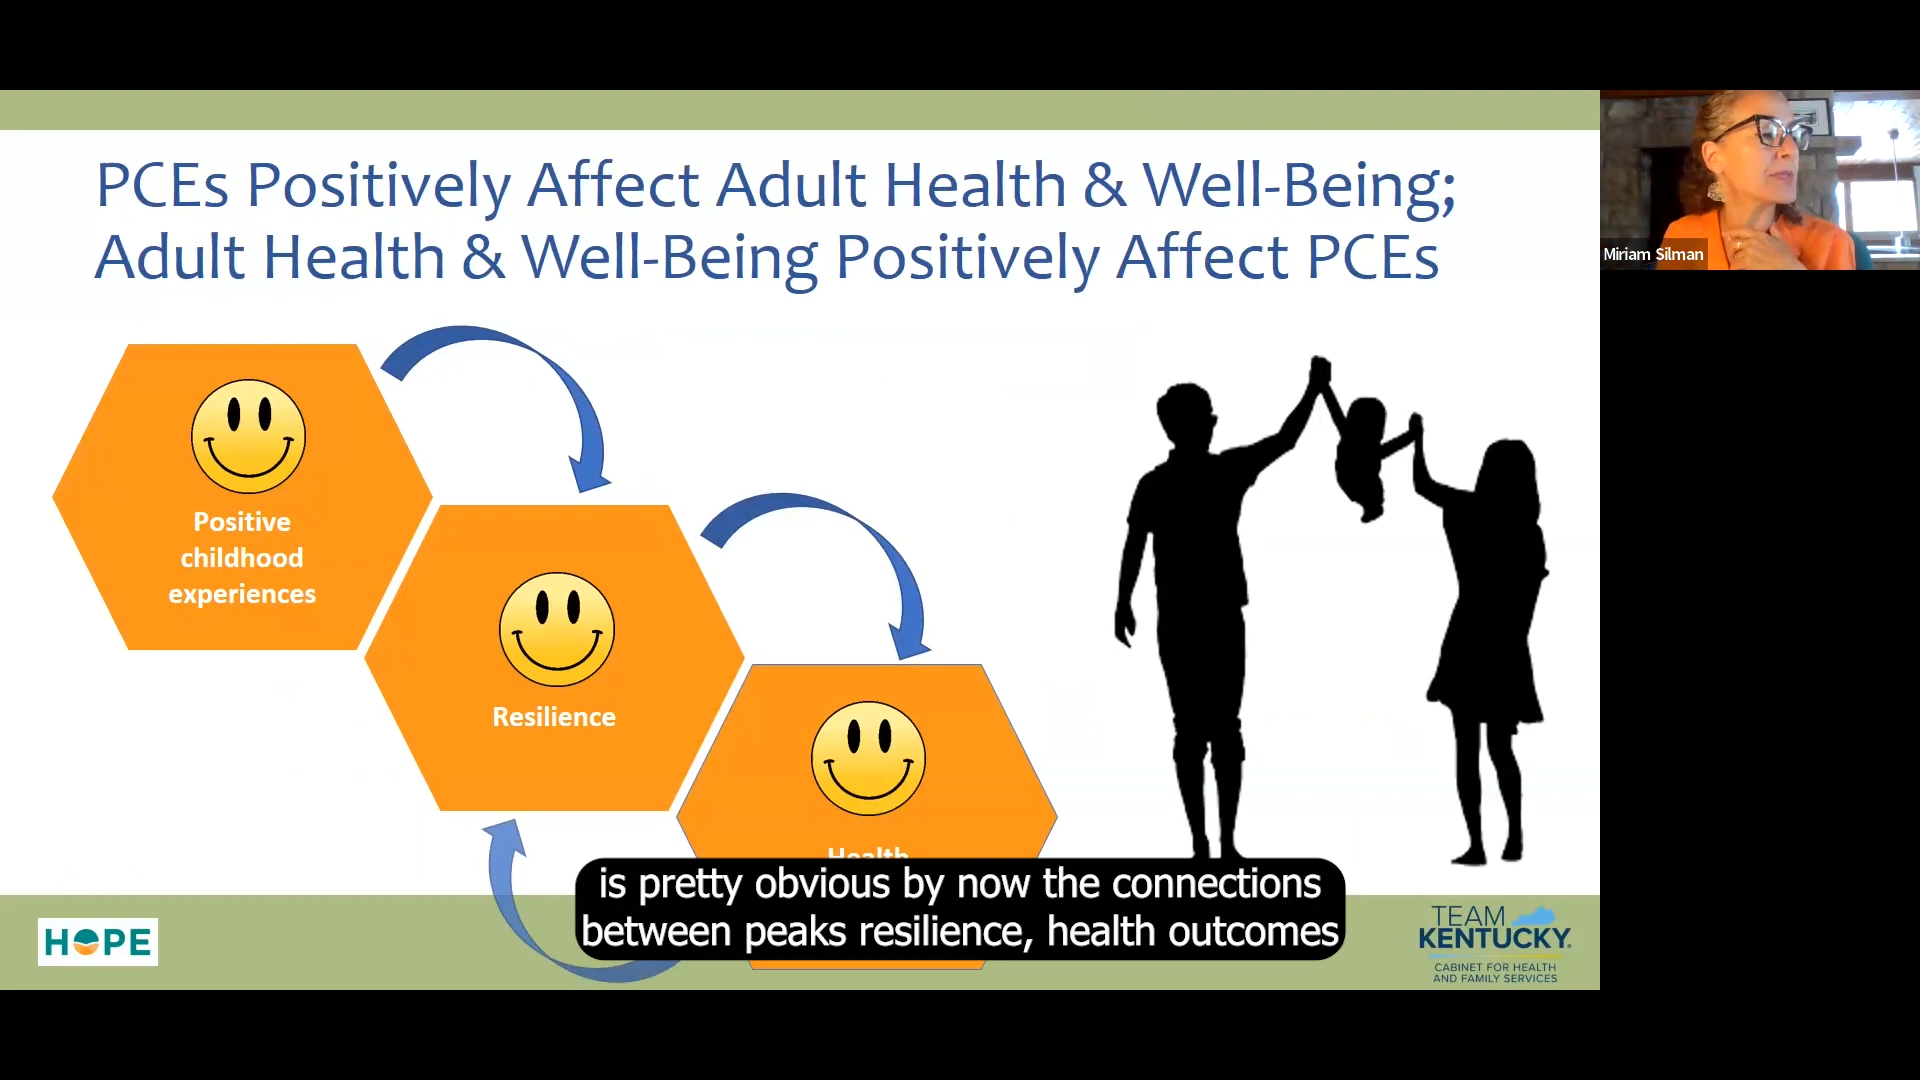 PCEs Positively Affect Adult Health & Well-Being;
Adult Health & Well-Being Positively Affect PCEs
Miriam Silman
Positive
childhood
experiences
Resilience
Health
is pretty obvious by now the connections
between peaks resilience, health outcomes
HOPE
TEAM
KENTUCKY.
CABINET FOR HEALTH
AND FAMILY SERVICES